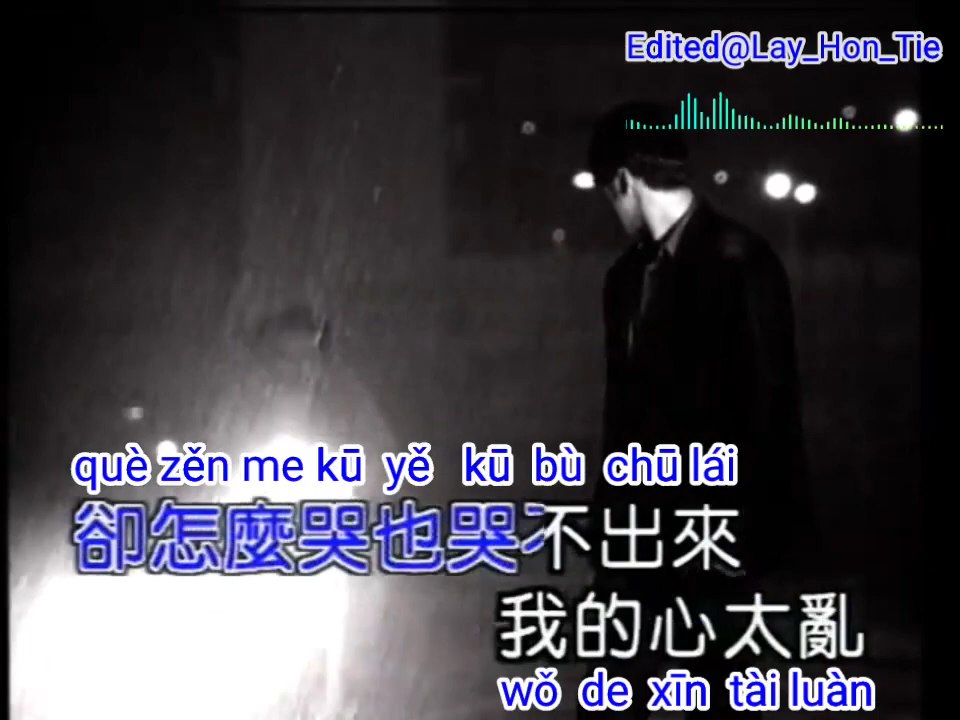 Edited@Lay_Hon_Tie
què zěn me kū yě kū bù chū lái
卻怎麼哭也哭不出來
我的心太亂
wǒ de xīn tài luàn